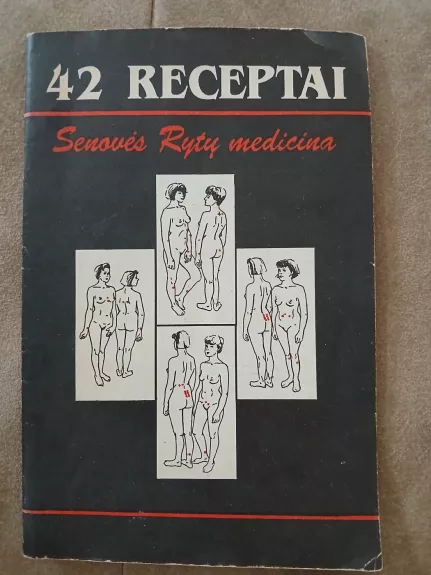 42 RECEPTAI
Senovės Rytų medicina